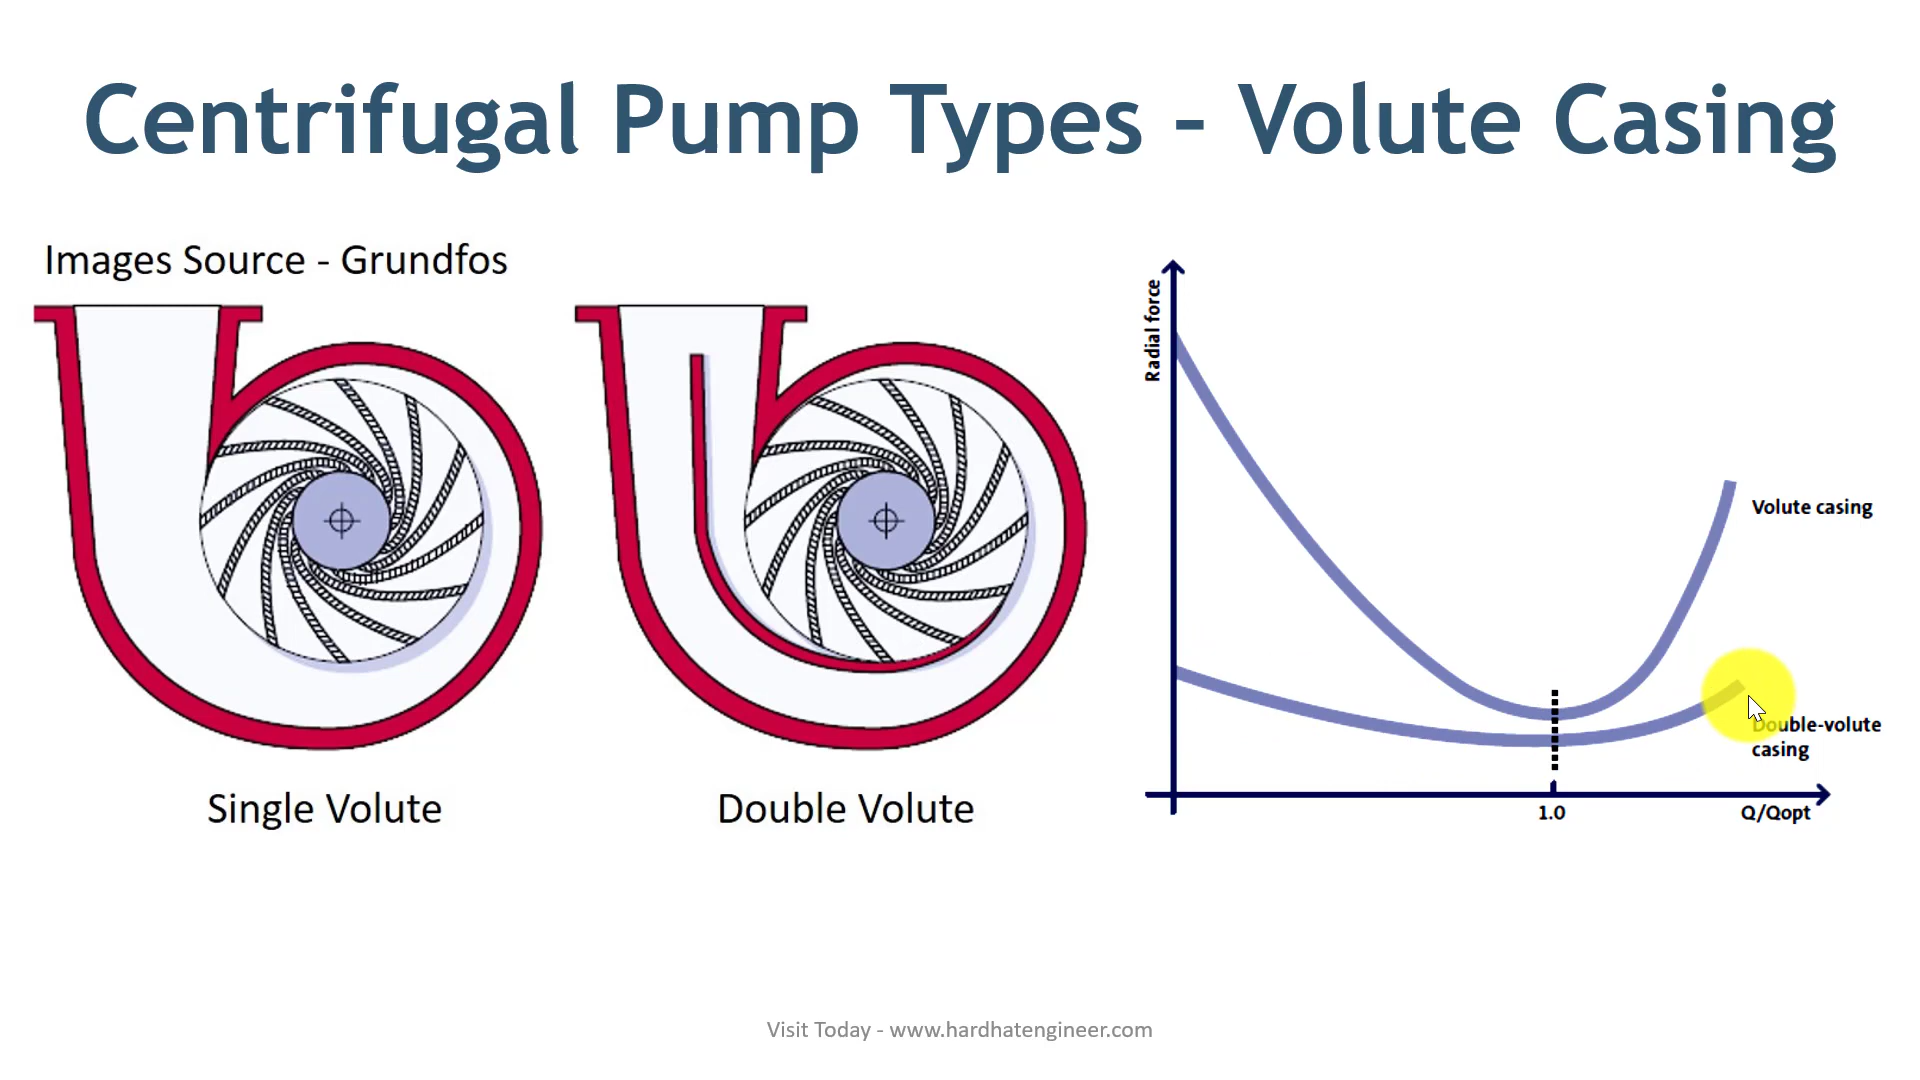 Centrifugal Pump Types - Volute Casing
Images Source - Grundfos
Single Volute
Double Volute
Radial force
Volute casing
Double-volute
casing
1.0
Q/Qopt
Visit Today - www.hardhatengineer.com